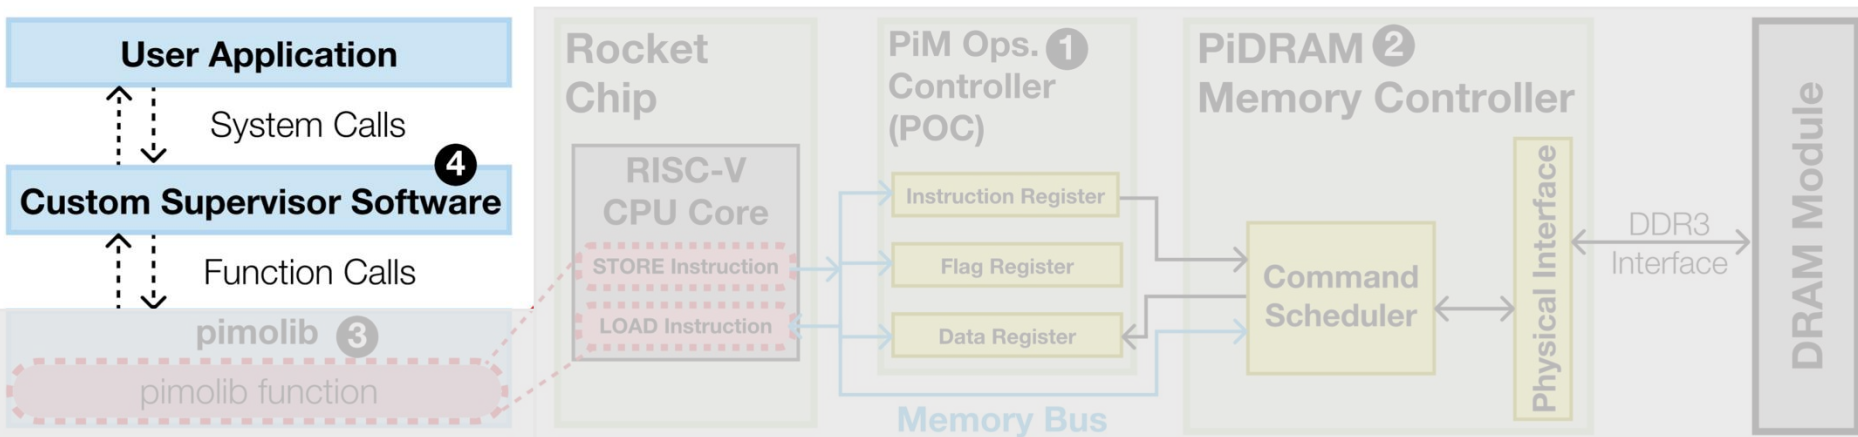 User Application
System Calls
4
Custom Supervisor Software
Function Calls
pimolib 3
pimolib function
Rocket
Chip
RISC-V
CPU Core
STORE Instruction
LOAD Instruction
PiM Ops. 1
Controller
(POC)
Instruction Register
Flag Register
Data Register
Memory Bus
PiDRAM 2
Memory Controller
Command
Scheduler
Physical Interface
DDR3
Interface
DRAM Module